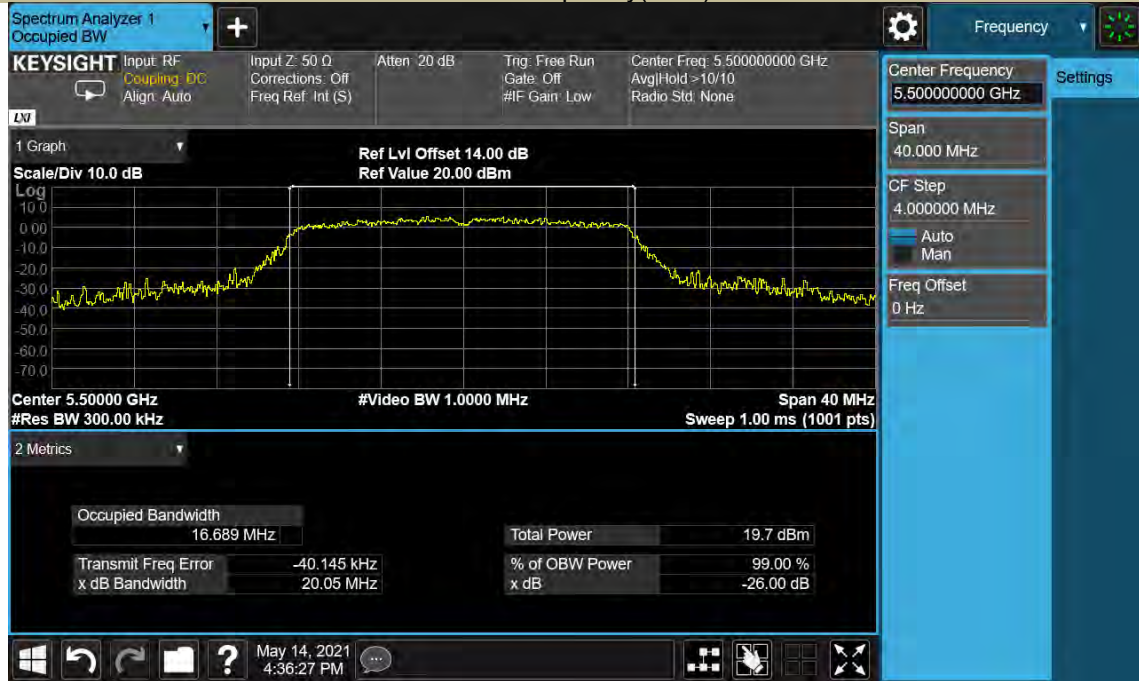 Spectrum Analyzer 1
Occupied BW
+
Frequency
KEYSIGHT Input: RF Input Z: 50 Ω Atten: 20 dB Trig: Free Run Center Freq: 5.500000000 GHz
Coupling: DC Corrections: Off Gate: Off Avg|Hold >10/10
Align: Auto Freq Ref: Int (S) #IF Gain: Low Radio Std: None
LXI
Center Frequency
5.500000000 GHz
Settings
Span
40.000 MHz
CF Step
4.000000 MHz
Auto
Man
Freq Offset
0 Hz
1 Graph
Ref Lvl Offset 14.00 dB
Scale/Div 10.0 dB Ref Value 20.00 dBm
Log
10.0
0.00
-10.0
-20.0
-30.0
-40.0
-50.0
-60.0
-70.0
Center 5.50000 GHz #Video BW 1.0000 MHz Span 40 MHz
#Res BW 300.00 kHz Sweep 1.00 ms (1001 pts)
2 Metrics
Occupied Bandwidth
16.689 MHz Total Power 19.7 dBm
Transmit Freq Error -40.145 kHz % of OBW Power 99.00 %
x dB Bandwidth 20.05 MHz x dB -26.00 dB
? May 14, 2021
4:36:27 PM